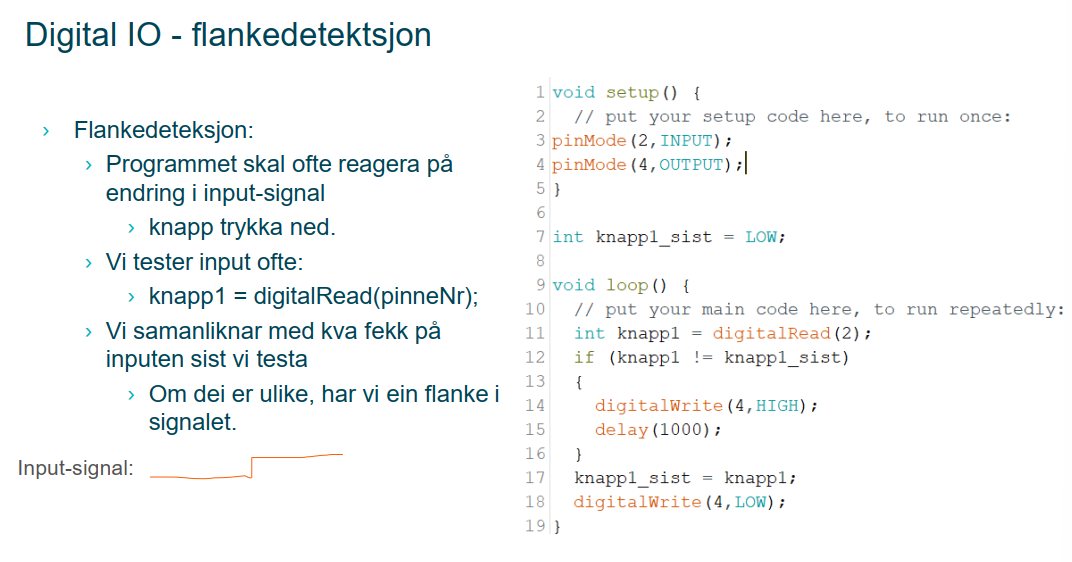 Digital IO - flankedetektsjon
› Flankedeteksjon:
› Programmet skal ofte reagera på
endring i input-signal
› knapp trykka ned.
› Vi tester input ofte:
› knapp1 = digitalRead(pinneNr);
› Vi samanliknar med kva fekk på
inputen sist vi testa
› Om dei er ulike, har vi ein flanke i
signalet.
Input-signal:
1 void setup() {
2   // put your setup code here, to run once:
3 pinMode(2,INPUT);
4 pinMode(4,OUTPUT);
5 }
6
7 int knapp1_sist = LOW;
8
9 void loop() {
10   // put your main code here, to run repeatedly:
11   int knapp1 = digitalRead(2);
12   if (knapp1 != knapp1_sist)
13   {
14     digitalWrite(4,HIGH);
15     delay(1000);
16   }
17   knapp1_sist = knapp1;
18   digitalWrite(4,LOW);
19 }